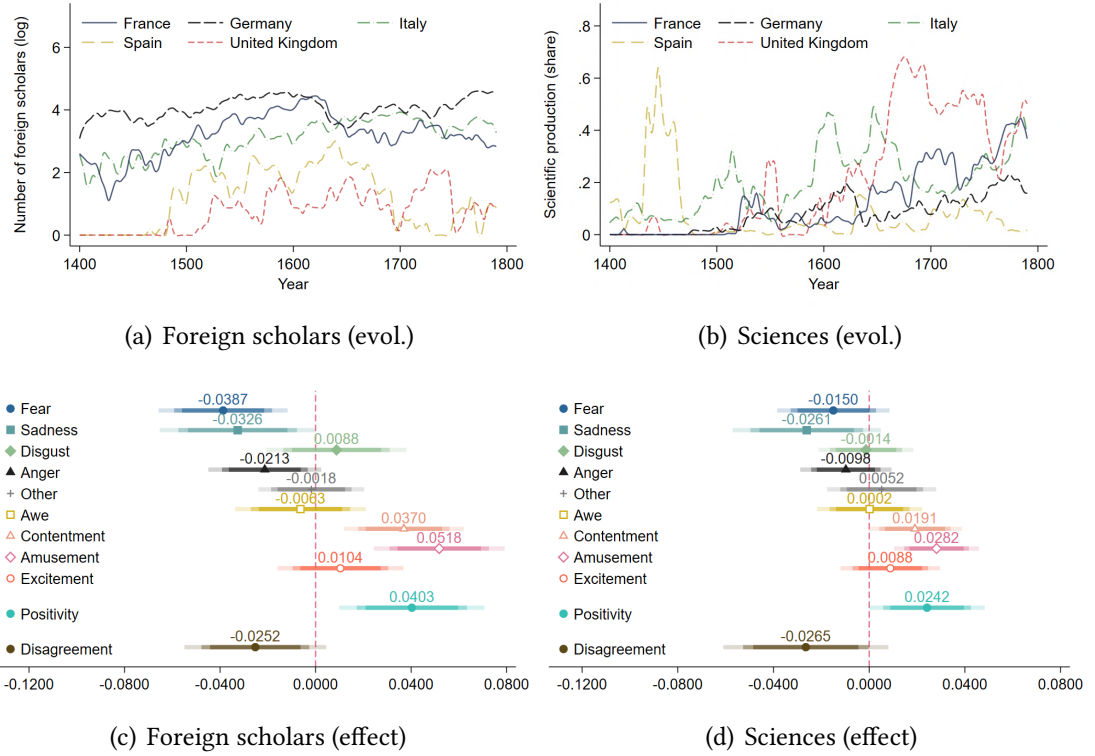 France Germany Italy
Spain United Kingdom
Number of foreign scholars (log)
6
4
2
0
1400 1500 1600 1700 1800
Year
(a) Foreign scholars (evol.)
France Germany Italy
Spain United Kingdom
Scientific production (share)
.8
.6
.4
.2
0
1400 1500 1600 1700 1800
Year
(b) Sciences (evol.)
Fear -0.0387
Sadness -0.0326
Disgust 0.0088
Anger -0.0213
Other -0.0018
Awe -0.0063
Contentment 0.0370
Amusement 0.0518
Excitement 0.0104
Positivity 0.0403
Disagreement -0.0252
-0.1200 -0.0800 -0.0400 0.0000 0.0400 0.0800
(c) Foreign scholars (effect)
Fear -0.0150
Sadness -0.0261
Disgust -0.0014
Anger -0.0098
Other 0.0052
Awe 0.0002
Contentment 0.0191
Amusement 0.0282
Excitement 0.0088
Positivity 0.0242
Disagreement -0.0265
-0.1200 -0.0800 -0.0400 0.0000 0.0400 0.0800
(d) Sciences (effect)